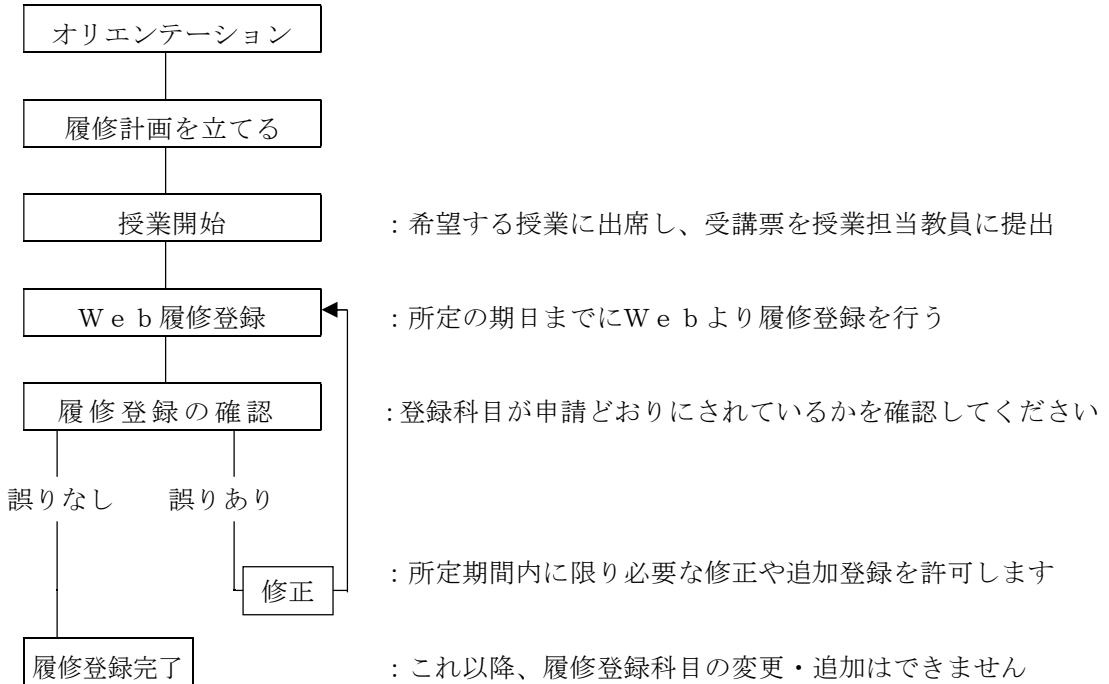 オリエンテーション
履修計画を立てる
授業開始 :希望する授業に出席し、受講票を授業担当教員に提出
Web履修登録 :所定の期日までにWebより履修登録を行う
履修登録の確認 :登録科目が申請どおりにされているかを確認してください
誤りなし 誤りあり
修正 :所定期間内に限り必要な修正や追加登録を許可します
履修登録完了 :これ以降、履修登録科目の変更・追加はできません